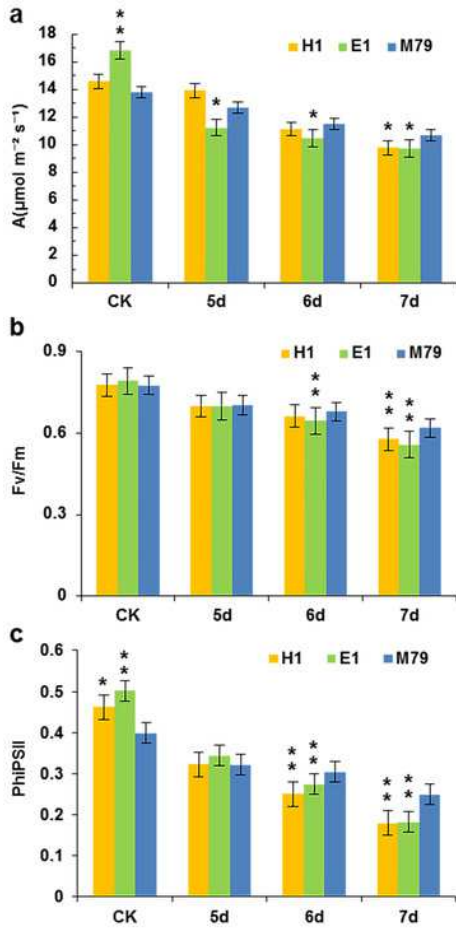 a
**
H1 E1 M79
18
16
14
12
10
8
6
4
2
0
A(µmol m⁻² s⁻¹)
*
*
* *
CK 5d 6d 7d
b
0.9
0.6
0.3
0
Fv/Fm
H1 E1 M79
**
** **
CK 5d 6d 7d
c
0.6
0.5
0.4
0.3
0.2
0.1
0
PhiPSII
H1 E1 M79
* **
** **
** **
CK 5d 6d 7d